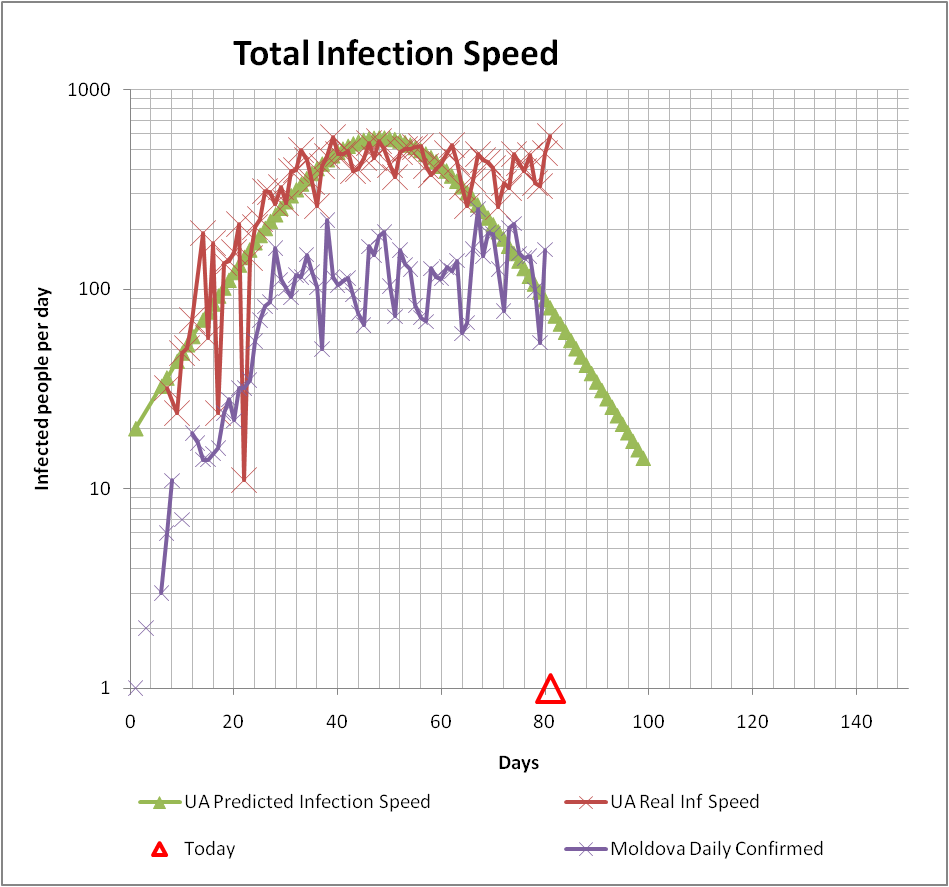 Total Infection Speed
1000
100
10
1
Infected people per day
0 20 40 60 80 100 120 140
Days
UA Predicted Infection Speed
UA Real Inf Speed
Today
Moldova Daily Confirmed